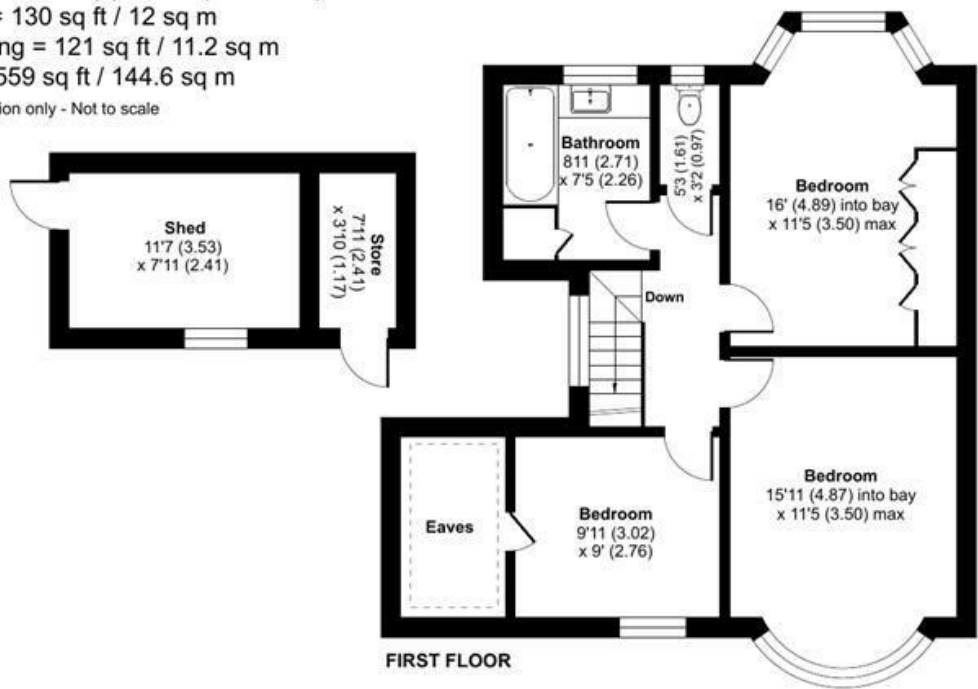 = 130 sq ft / 12 sq m
ng = 121 sq ft / 11.2 sq m
559 sq ft / 144.6 sq m
ion only - Not to scale
Shed
11'7 (3.53)
x 7'11 (2.41)
Store
7'11 (2.41)
x 3'10 (1.17)
Bathroom
811 (2.71)
x 7'5 (2.26)
5'3 (1.61)
x 3'2 (0.97)
Bedroom
16' (4.89) into bay
x 11'5 (3.50) max
Down
Eaves
Bedroom
9'11 (3.02)
x 9' (2.76)
Bedroom
15'11 (4.87) into bay
x 11'5 (3.50) max
FIRST FLOOR